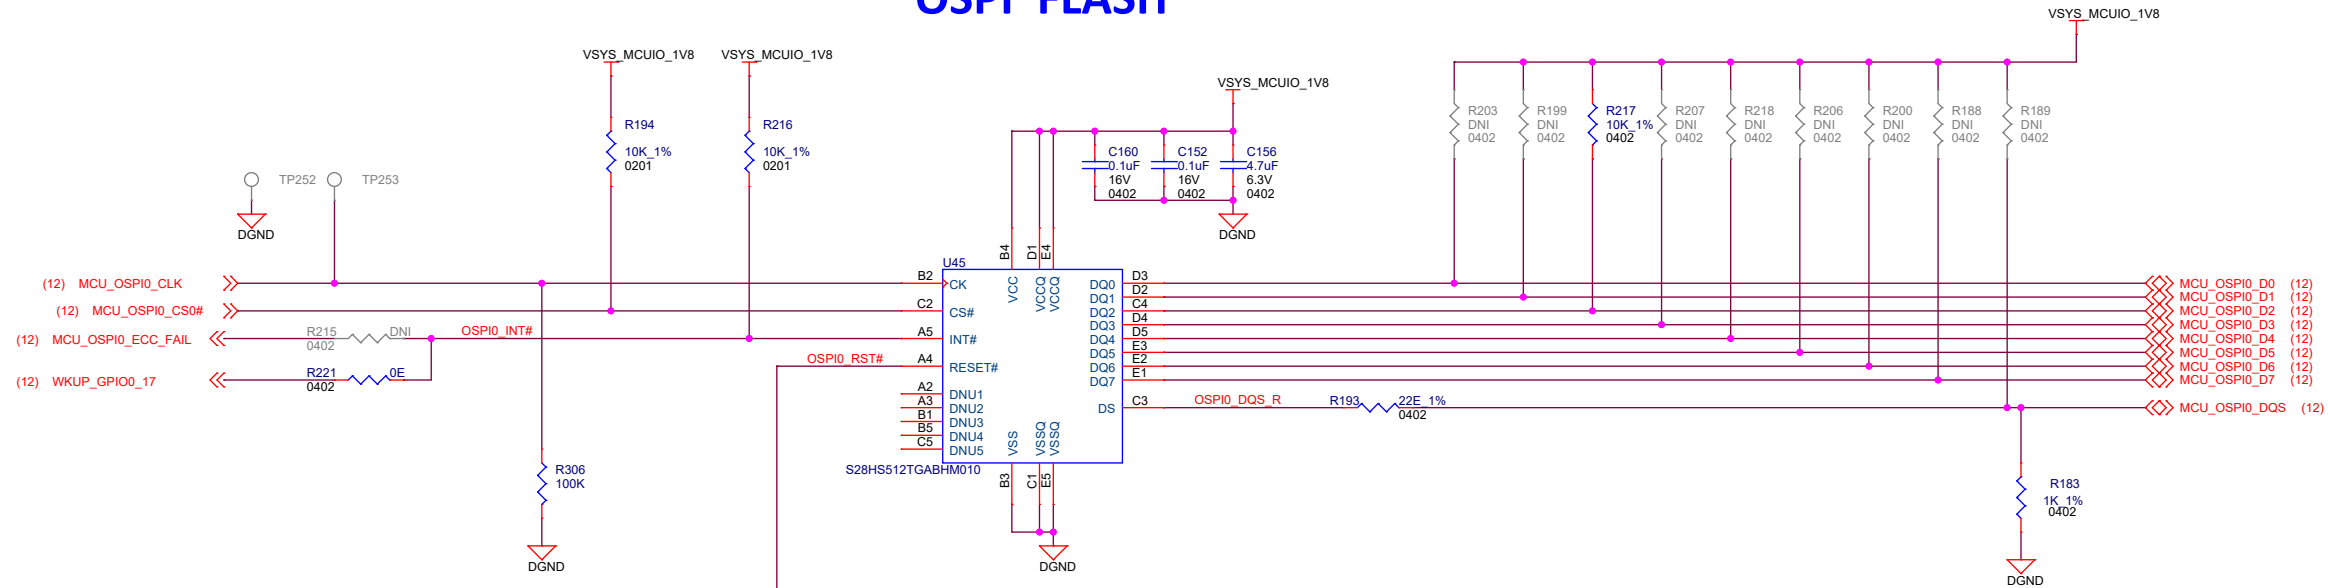 OSPI FLASH
VSYS_MCUIO_1V8
VSYS_MCUIO_1V8
VSYS_MCUIO_1V8
VSYS_MCUIO_1V8
R194
10K_1%
0201
R216
10K_1%
0201
C160
0.1uF
16V
0402
C152
0.1uF
16V
0402
C156
4.7uF
6.3V
0402
DGND
R203
DNI
0402
R199
DNI
0402
R217
10K_1%
0402
R207
DNI
0402
R218
DNI
0402
R206
DNI
0402
R200
DNI
0402
R188
DNI
0402
R189
DNI
0402
TP252
TP253
DGND
(12) MCU_OSPI0_CLK
(12) MCU_OSPI0_CS0#
(12) MCU_OSPI0_ECC_FAIL
R215
DNI
0402
OSPI0_INT#
(12) WKUP_GPIO0_17
R221
0E
0402
OSPI0_RST#
R306
100K
DGND
U45
B4
D1
E4
VCC
VCCQ
VCCQ
B2 CK
C2 CS#
A5 INT#
A4 RESET#
A2 DNU1
A3 DNU2
B1 DNU3
B5 DNU4
C5 DNU5
DQ0 D3
DQ1 D2
DQ2 C4
DQ3 D4
DQ4 D5
DQ5 E3
DQ6 E2
DQ7 E1
DS C3
VSS
VSSQ
VSSQ
B3
C1
E5
S28HS512TGABHM010
DGND
OSPI0_DQS_R
R193
22E_1%
0402
MCU_OSPI0_D0 (12)
MCU_OSPI0_D1 (12)
MCU_OSPI0_D2 (12)
MCU_OSPI0_D3 (12)
MCU_OSPI0_D4 (12)
MCU_OSPI0_D5 (12)
MCU_OSPI0_D6 (12)
MCU_OSPI0_D7 (12)
MCU_OSPI0_DQS (12)
R183
1K_1%
0402
DGND